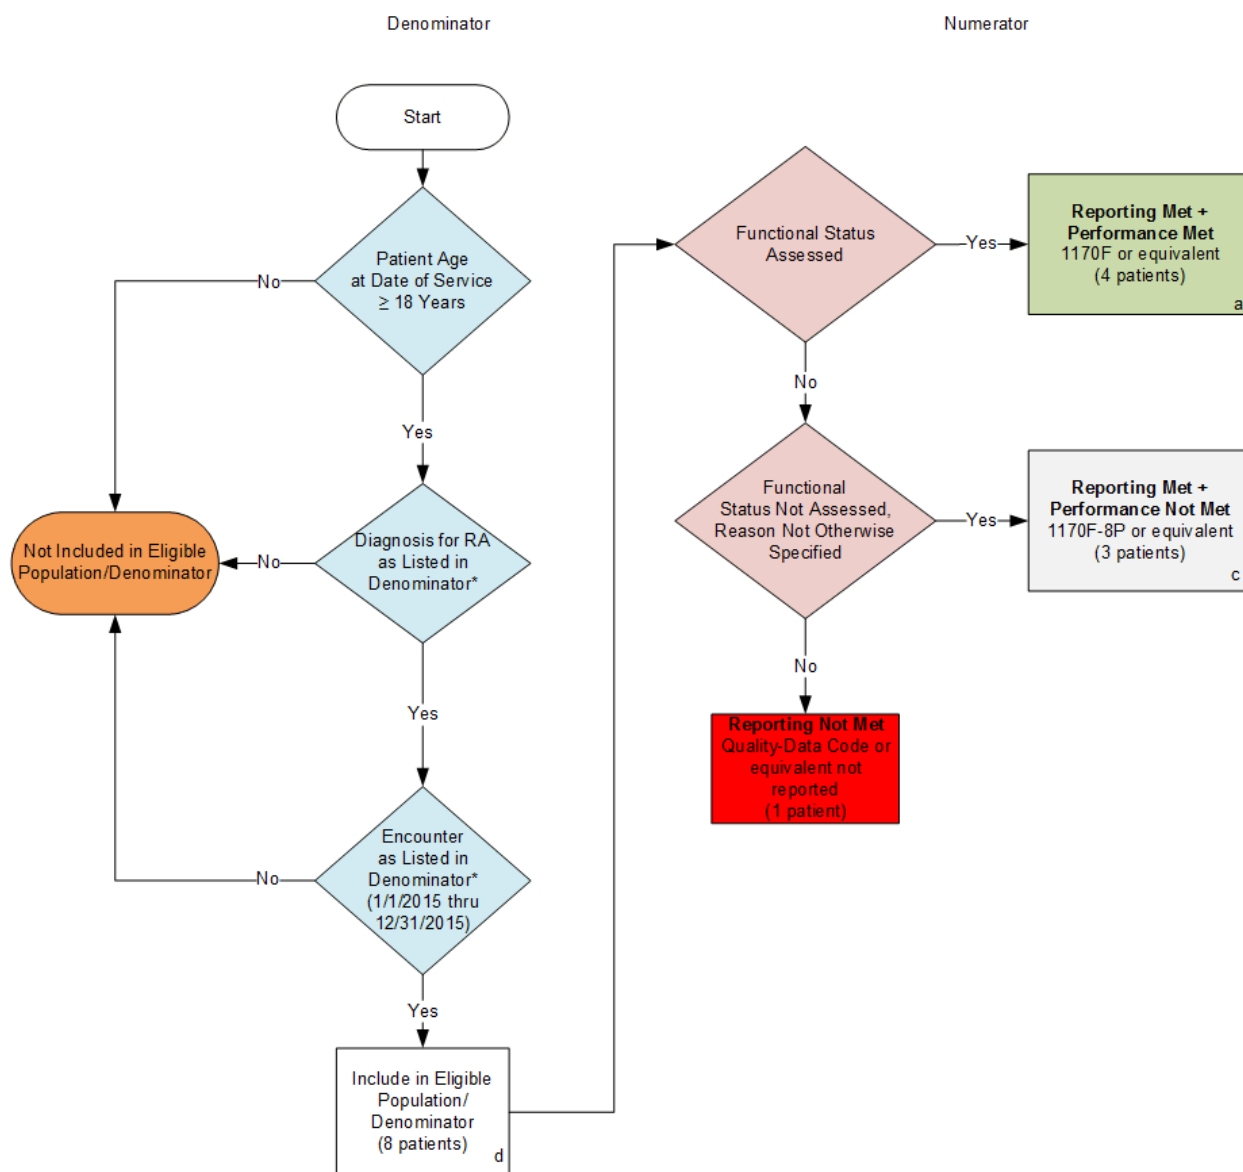 Denominator
Numerator
Start
Patient Age
at Date of Service
≥ 18 Years
No
Yes
Diagnosis for RA
as Listed in
Denominator*
No
Not Included in Eligible
Population/Denominator
Yes
Encounter
as Listed in
Denominator*
(1/1/2015 thru
12/31/2015)
No
Yes
Include in Eligible
Population/
Denominator
(8 patients)
d
Functional Status
Assessed
Yes
Reporting Met +
Performance Met
1170F or equivalent
(4 patients)
a
No
Functional
Status Not Assessed,
Reason Not Otherwise
Specified
Yes
Reporting Met +
Performance Not Met
1170F-8P or equivalent
(3 patients)
c
No
Reporting Not Met
Quality-Data Code or
equivalent not
reported
(1 patient)